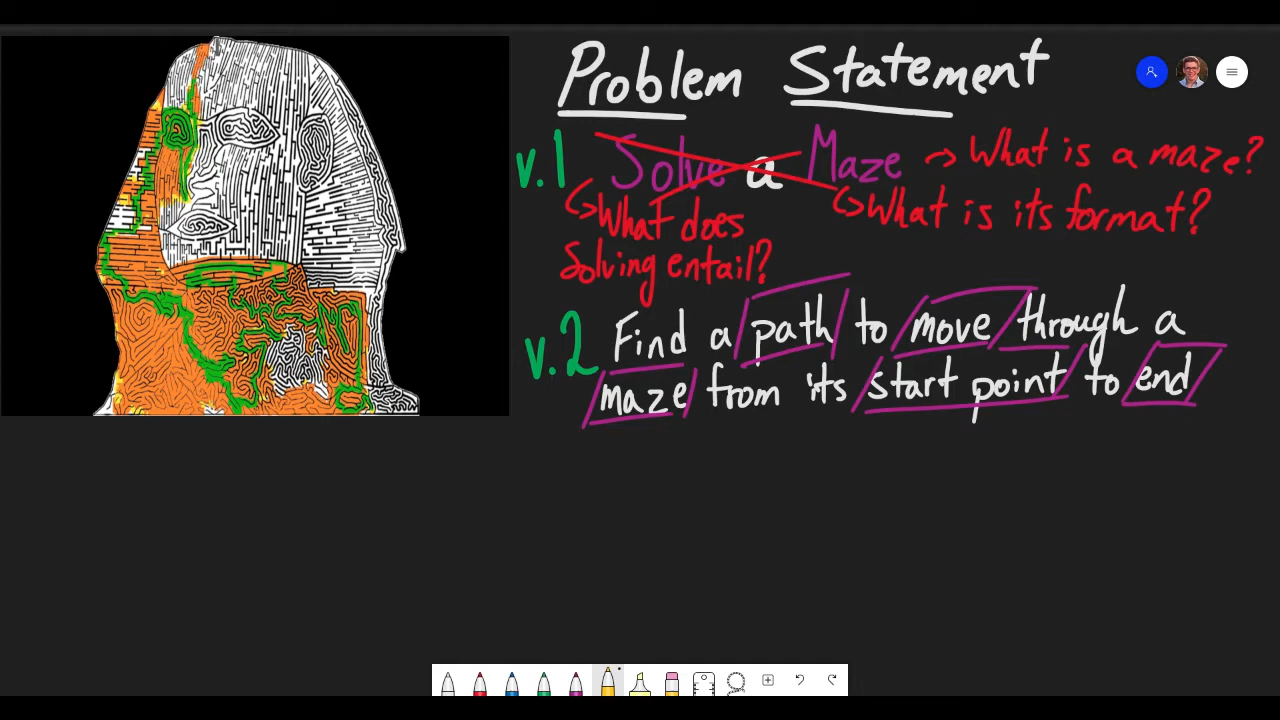 Problem Statement
v.1 Solve a Maze → What is a maze?
↳ What does
↳ What is its format?
Solving entail?
v.2 Find a path to move through a
maze from its start point to end